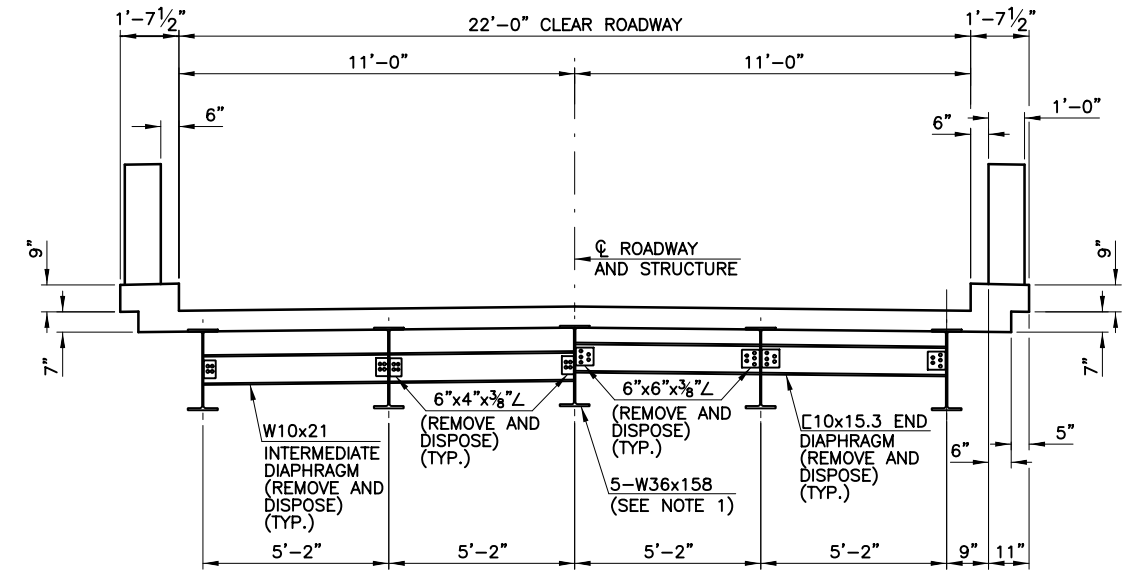 1'-7½"
22'-0" CLEAR ROADWAY
1'-7½"
11'-0"
11'-0"
6"
6"
1'-0"
9"
℄ ROADWAY
AND STRUCTURE
9"
7"
7"
6"x4"x⅜"∠
(REMOVE AND
DISPOSE)
(TYP.)
6"x6"x⅜"∠
(REMOVE AND
DISPOSE)
(TYP.)
[10x15.3 END
DIAPHRAGM
(REMOVE AND
DISPOSE)
(TYP.)
W10x21
INTERMEDIATE
DIAPHRAGM
(REMOVE AND
DISPOSE)
(TYP.)
5-W36x158
(SEE NOTE 1)
6"
5"
5'-2"
5'-2"
5'-2"
5'-2"
9"
11"